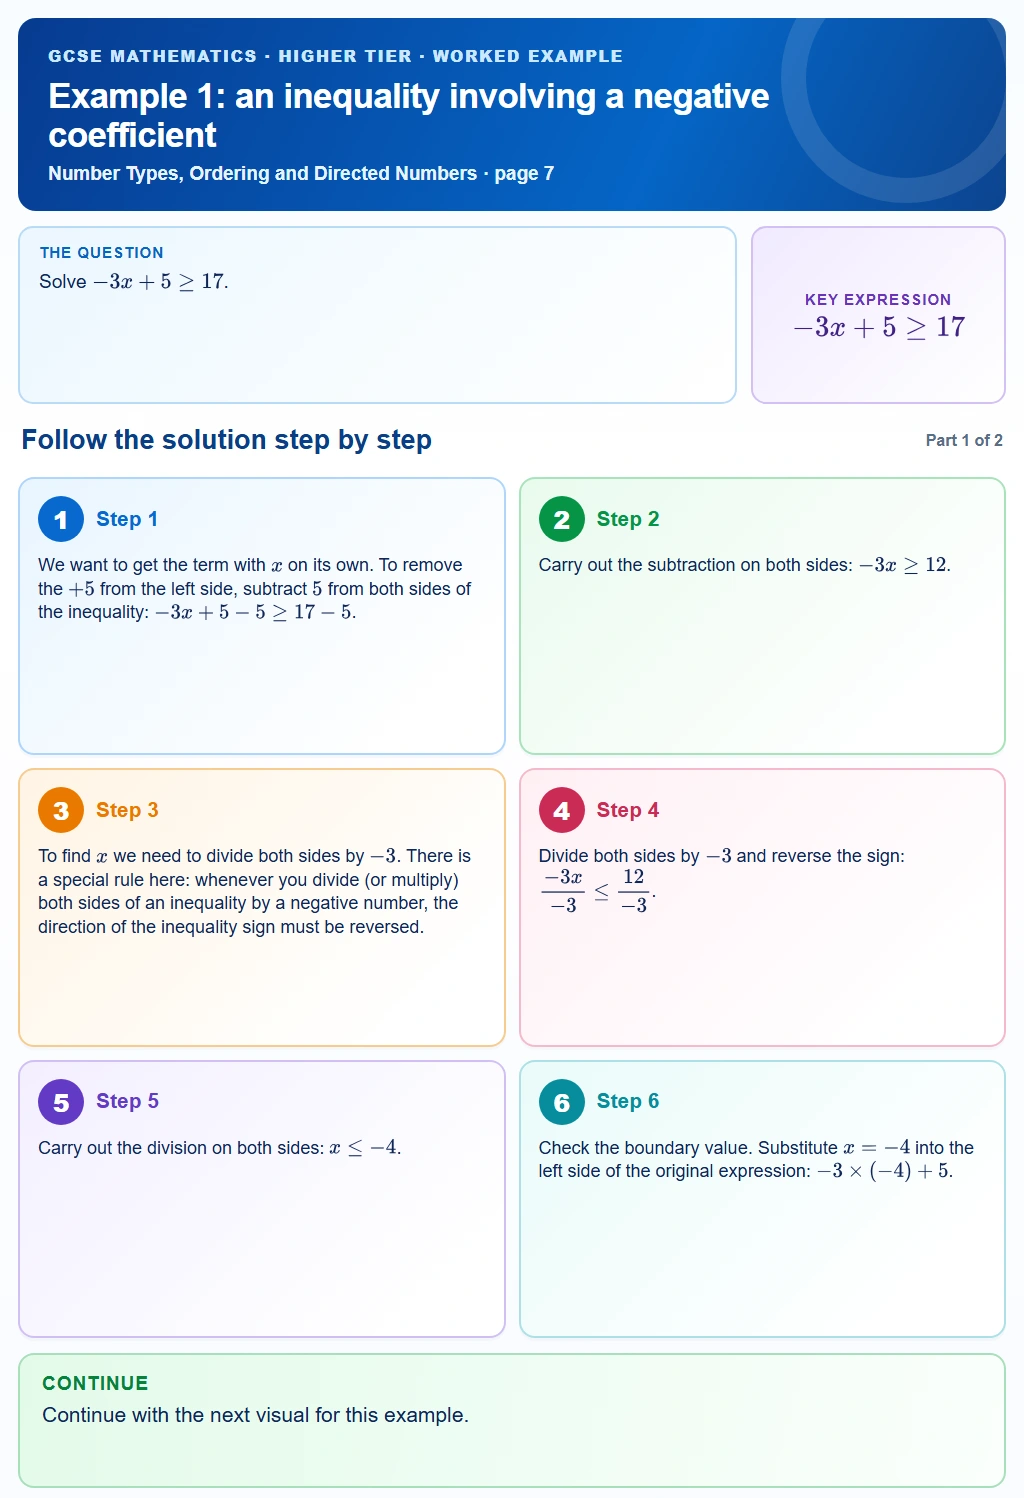 GCSE MATHEMATICS · HIGHER TIER · WORKED EXAMPLE
Example 1: an inequality involving a negative
coefficient
Number Types, Ordering and Directed Numbers · page 7
THE QUESTION
Solve −3x + 5 ≥ 17.
KEY EXPRESSION
−3x + 5 ≥ 17
Follow the solution step by step
Part 1 of 2
1 Step 1
We want to get the term with x on its own. To remove
the +5 from the left side, subtract 5 from both sides of
the inequality: −3x + 5 − 5 ≥ 17 − 5.
2 Step 2
Carry out the subtraction on both sides: −3x ≥ 12.
3 Step 3
To find x we need to divide both sides by −3. There is
a special rule here: whenever you divide (or multiply)
both sides of an inequality by a negative number, the
direction of the inequality sign must be reversed.
4 Step 4
Divide both sides by −3 and reverse the sign:
−3x/−3 ≤ 12/−3.
5 Step 5
Carry out the division on both sides: x ≤ −4.
6 Step 6
Check the boundary value. Substitute x = −4 into the
left side of the original expression: −3 × (−4) + 5.
CONTINUE
Continue with the next visual for this example.